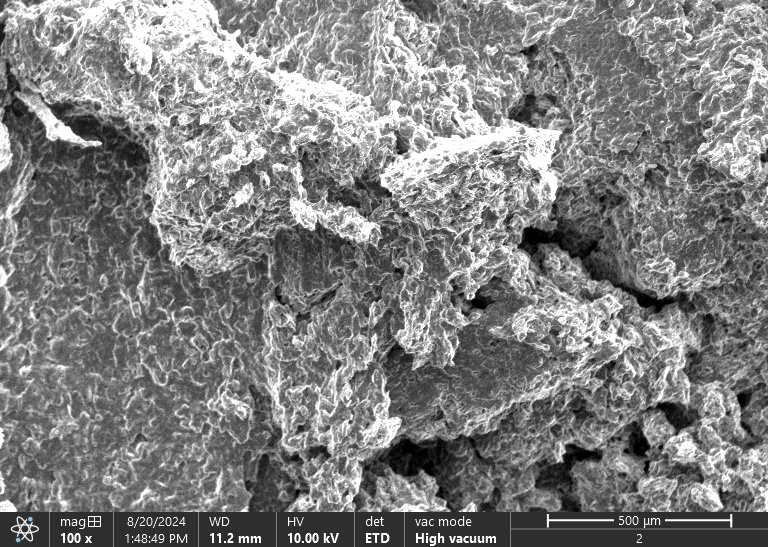 mag 8/20/2024 WD HV det vac mode 500 µm
100 x 1:48:49 PM 11.2 mm 10.00 kV ETD High vacuum 2